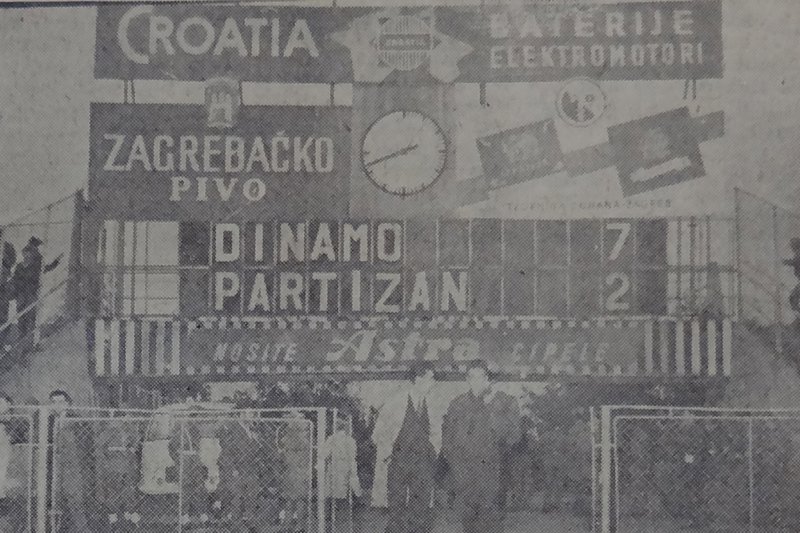 CROATIA
BATERIJE
ELEKTROMOTORI
ZAGREBAČKO
PIVO
DINAMO 7
PARTIZAN 2
NOSITE Astra CIPELE